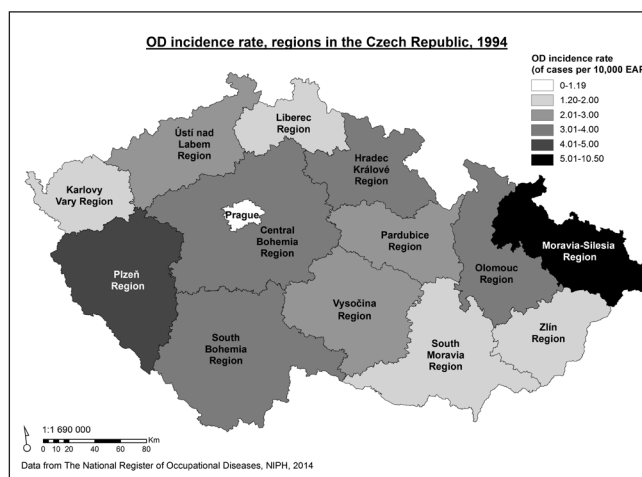 OD incidence rate, regions in the Czech Republic, 1994
OD incidence rate
(of cases per 10,000 EAP)
0-1.19
1.20-2.00
2.01-3.00
3.01-4.00
4.01-5.00
5.01-10.50
Liberec
Region
Ústí nad
Labem
Region
Hradec
Králové
Region
Karlovy
Vary Region
Prague
Central
Bohemia
Region
Pardubice
Region
Moravia-Silesia
Region
Plzeň
Region
Olomouc
Region
Vysočina
Region
Zlín
Region
South
Bohemia
Region
South
Moravia
Region
1:1 690 000
0 10 20 40 60 80 Km
Data from The National Register of Occupational Diseases, NIPH, 2014